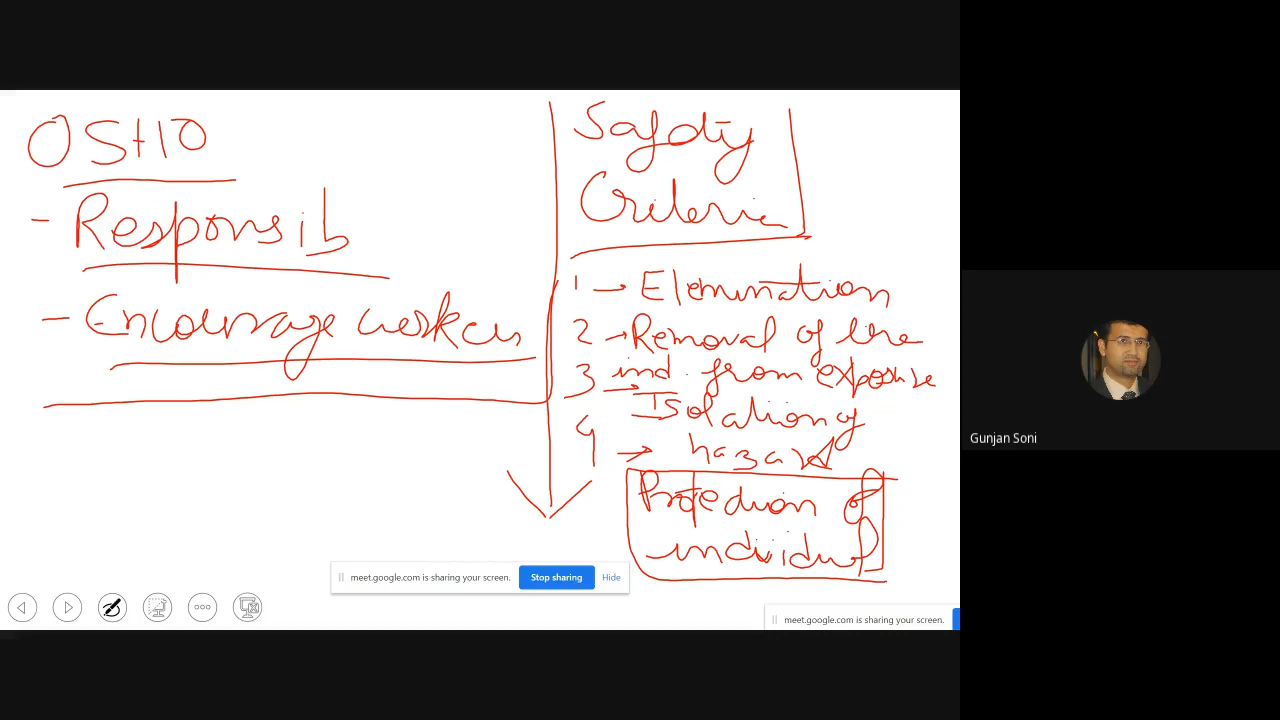 OSHO
- Responsib
- Encourage workers
Safety
Criteria
1 → Elemination
2 → Removal of the
3 ind. from exposure
→ Isolation of
4 → hazard
Protection of
individual
meet.google.com is sharing your screen. Stop sharing Hide
meet.google.com is sharing your screen.
Gunjan Soni